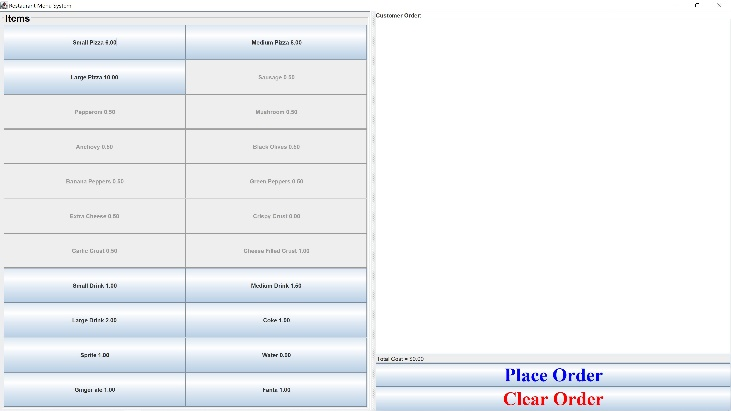 Restaurant Menu System
Items
Customer Order:
Small Pizza 6.00
Medium Pizza 8.00
Large Pizza 10.00
Sausage 0.50
Pepperoni 0.50
Mushroom 0.50
Anchovy 0.50
Black Olives 0.50
Banana Peppers 0.50
Green Peppers 0.50
Extra Cheese 0.50
Crispy Crust 0.00
Garlic Crust 0.50
Cheese Filled Crust 1.00
Small Drink 1.00
Medium Drink 1.50
Large Drink 2.00
Coke 1.00
Sprite 1.00
Water 0.00
Ginger ale 1.00
Fanta 1.00
Total Cost = $0.00
Place Order
Clear Order